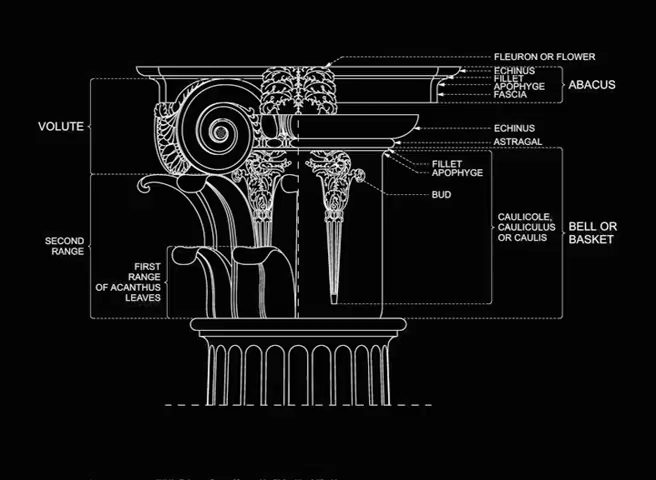 FLEURON OR FLOWER
ECHINUS
FILLET
APOPHYGE
FASCIA
ABACUS
VOLUTE
ECHINUS
ASTRAGAL
FILLET
APOPHYGE
BUD
CAULICOLE,
CAULICULUS
OR CAULIS
BELL OR
BASKET
SECOND
RANGE
FIRST
RANGE
OF ACANTHUS
LEAVES